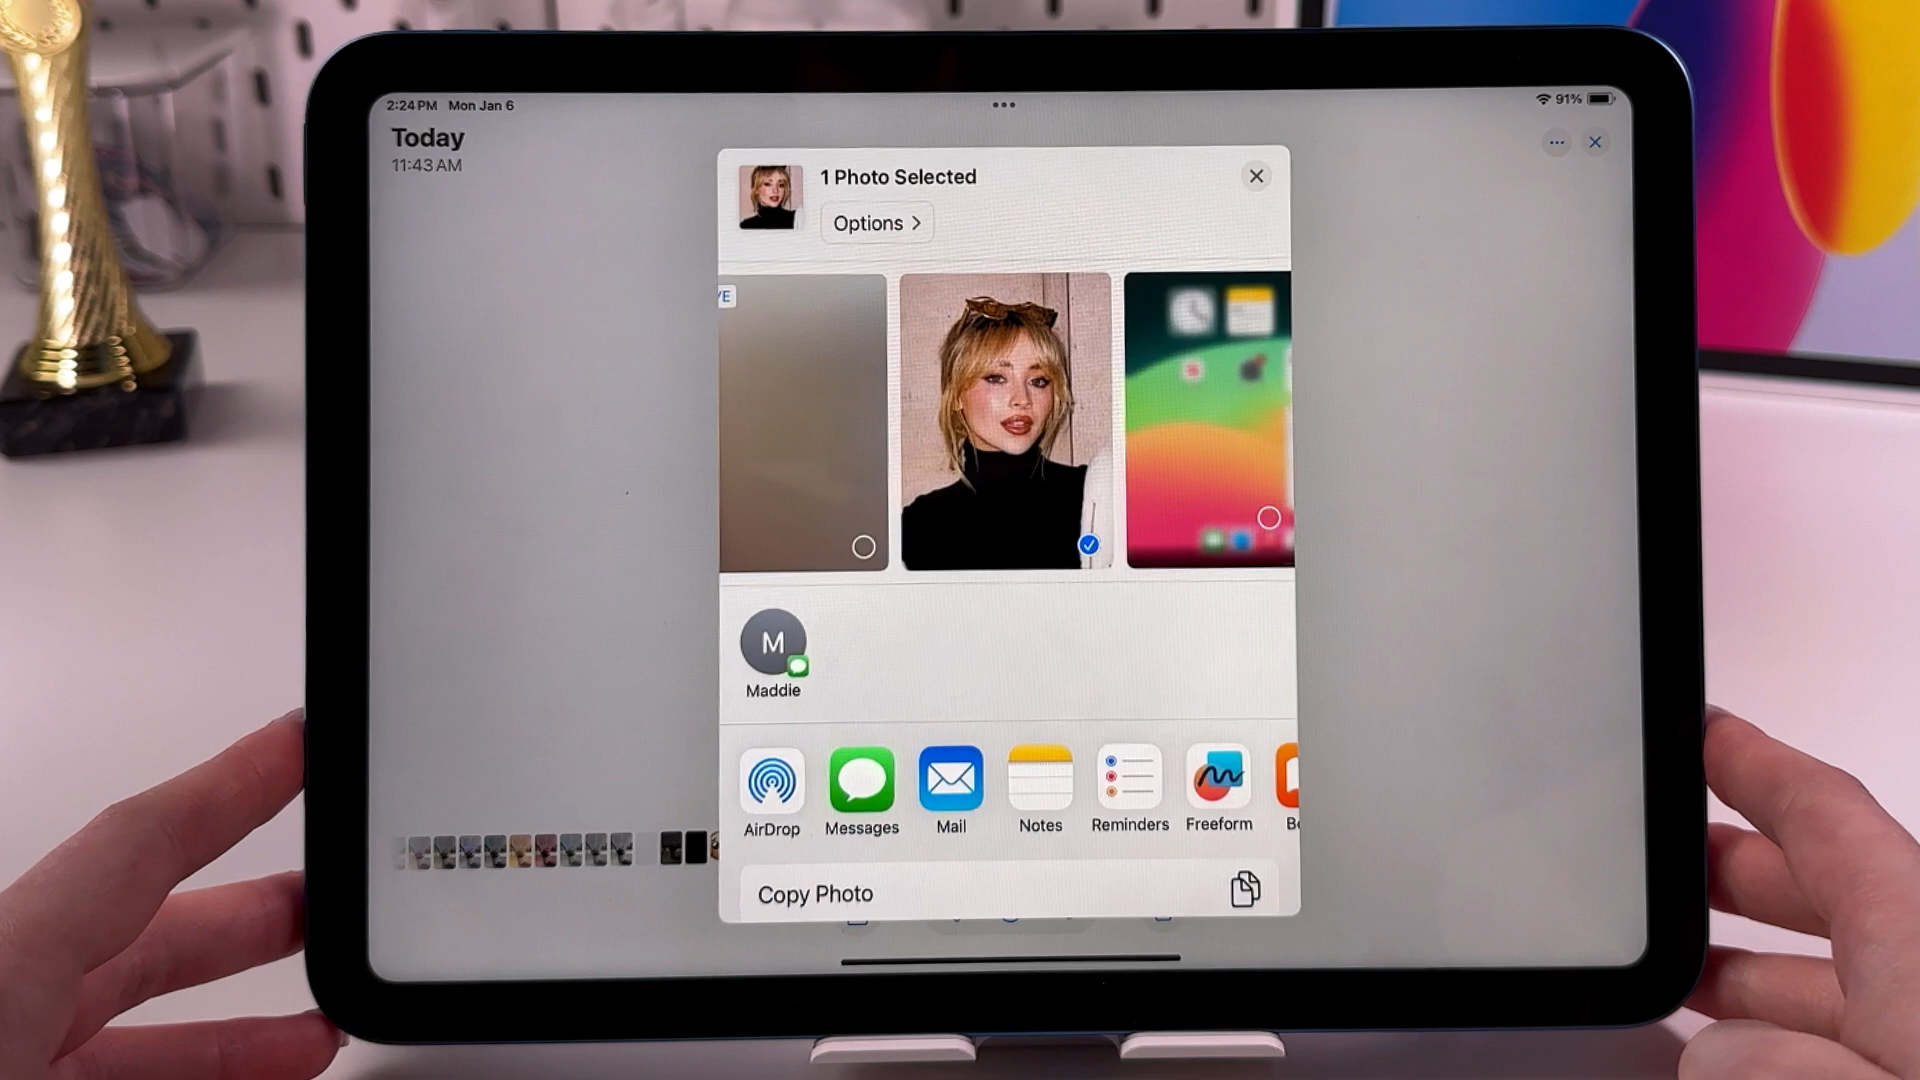 2:24 PM Mon Jan 6
91%
Today
11:43 AM
1 Photo Selected
Options
M
Maddie
AirDrop
Messages
Mail
Notes
Reminders
Freeform
Copy Photo